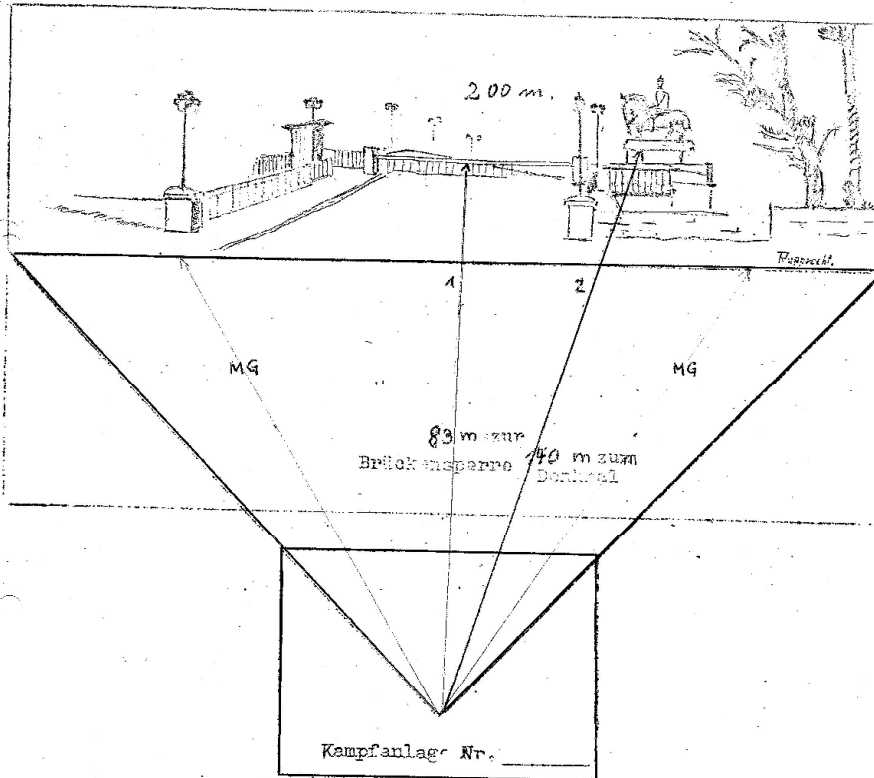 200 m.
Rupprecht.
1 2
MG MG
83 m zur
Brückensperre 140 m zum
Denkmal
Kampfanlage Nr.